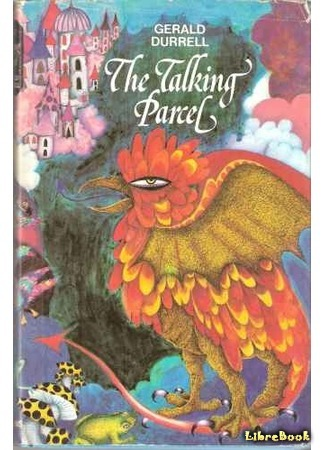 GERALD
DURRELL
The Talking
Parcel
LibreBook